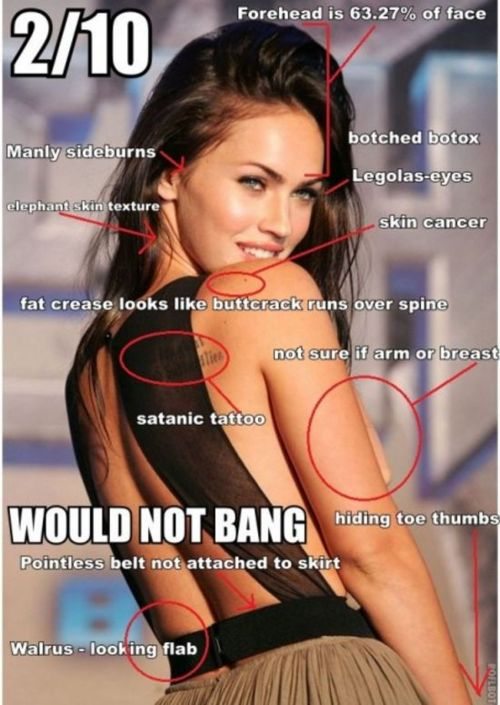 2/10
Forehead is 63.27% of face
botched botox
Manly sideburns
Legolas-eyes
elephant skin texture
skin cancer
fat crease looks like buttcrack runs over spine
not sure if arm or breast
satanic tattoo
WOULD NOT BANG
hiding toe thumbs
Pointless belt not attached to skirt
Walrus - looking flab